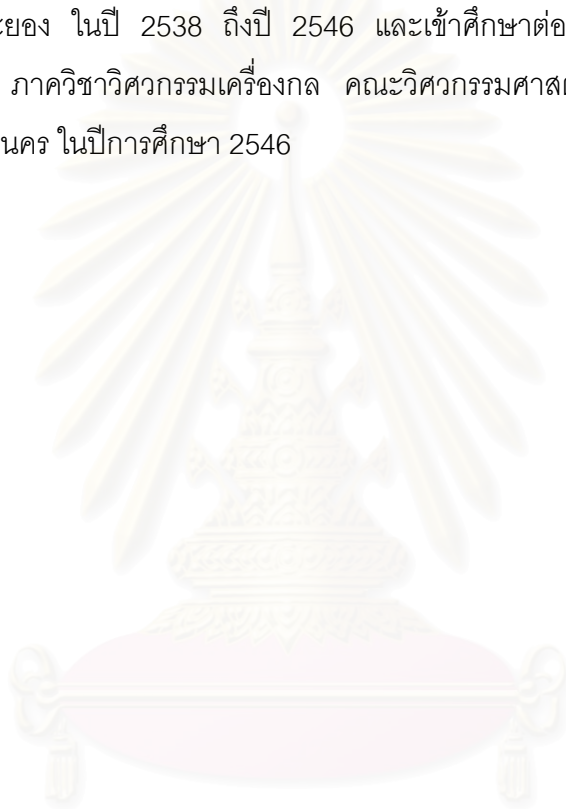 ะยอง ในปี 2538 ถึงปี 2546 และเข้าศึกษาต่อ
ภาควิชาวิศวกรรมเครื่องกล คณะวิศวกรรมศาส
นคร ในปีการศึกษา 2546